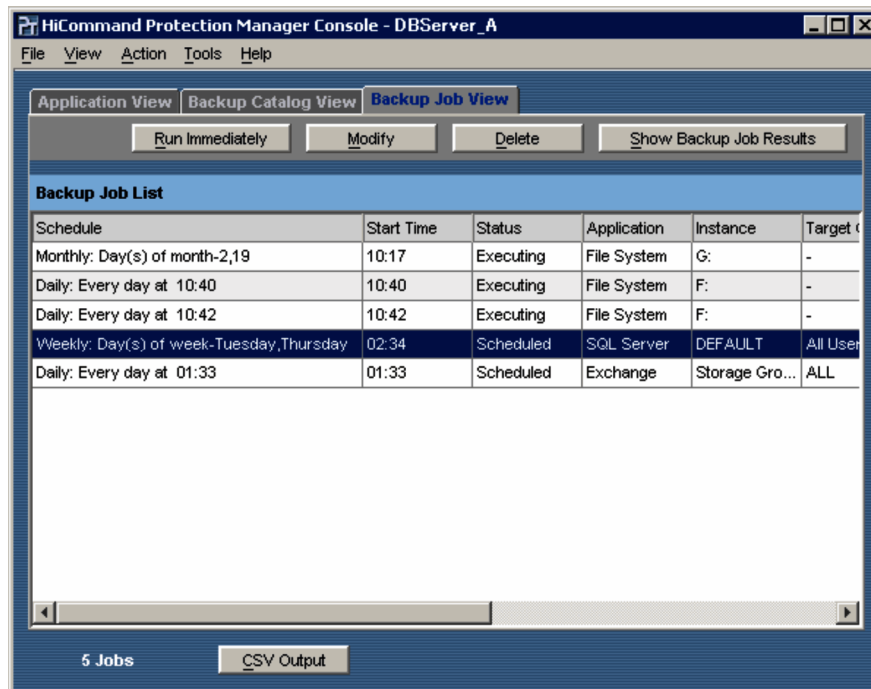 HiCommand Protection Manager Console - DBServer_A
File View Action Tools Help
Application View Backup Catalog View Backup Job View
Run Immediately Modify Delete Show Backup Job Results
Backup Job List
Schedule Start Time Status Application Instance Target
Monthly: Day(s) of month-2,19 10:17 Executing File System G: -
Daily: Every day at 10:40 10:40 Executing File System F: -
Daily: Every day at 10:42 10:42 Executing File System F: -
Weekly: Day(s) of week-Tuesday,Thursday 02:34 Scheduled SQL Server DEFAULT All User
Daily: Every day at 01:33 01:33 Scheduled Exchange Storage Gro... ALL
5 Jobs CSV Output